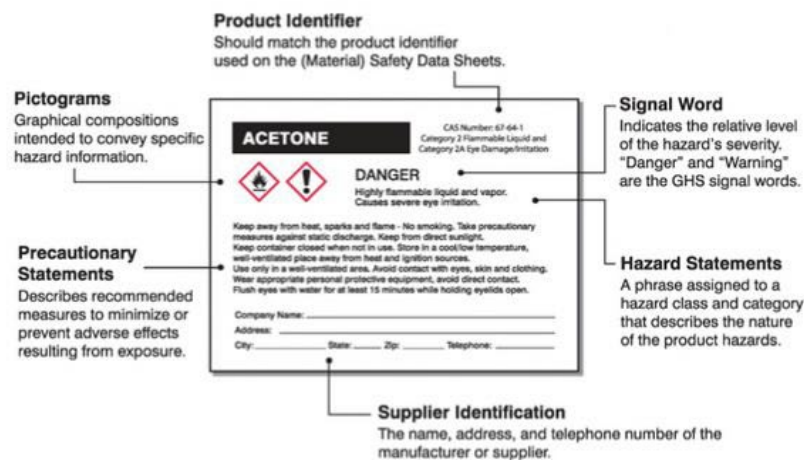 Product Identifier
Should match the product identifier
used on the (Material) Safety Data Sheets.
Pictograms
Graphical compositions
intended to convey specific
hazard information.
Signal Word
Indicates the relative level
of the hazard's severity.
“Danger” and “Warning”
are the GHS signal words.
ACETONE
CAS Number: 67-64-1
Category 2 Flammable Liquid and
Category 2A Eye Damage/Irritation
DANGER
Highly flammable liquid and vapor.
Causes severe eye irritation.
Keep away from heat, sparks and flame - No smoking. Take precautionary
measures against static discharge. Keep from direct sunlight.
Keep container closed when not in use. Store in a cool/low temperature,
well-ventilated place away from heat and ignition sources.
Use only in a well-ventilated area. Avoid contact with eyes, skin and clothing.
Wear appropriate personal protective equipment, avoid direct contact.
Flush eyes with water for at least 15 minutes while holding eyelids open.
Company Name:
Address:
City: State: Zip: Telephone:
Precautionary
Statements
Describes recommended
measures to minimize or
prevent adverse effects
resulting from exposure.
Hazard Statements
A phrase assigned to
a hazard class and category
that describes the nature
of the product hazards.
Supplier Identification
The name, address, and telephone number of the
manufacturer or supplier.